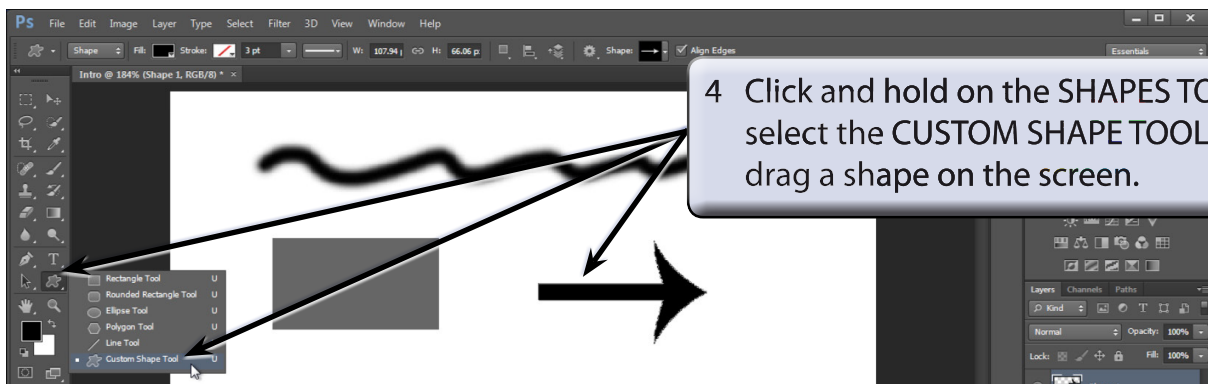 Ps File Edit Image Layer Type Select Filter 3D View Window Help
Shape Fill: Stroke: 3 pt W: 107.94 H: 66.06 p: Shape: Align Edges Essentials
Intro @ 184% (Shape 1, RGB/8) * ×
4 Click and hold on the SHAPES TO
select the CUSTOM SHAPE TOOL
drag a shape on the screen.
Rectangle Tool U
Rounded Rectangle Tool U
Ellipse Tool U
Polygon Tool U
Line Tool U
Custom Shape Tool U
Layers Channels Paths
Kind
Normal Opacity: 100%
Lock: Fill: 100%